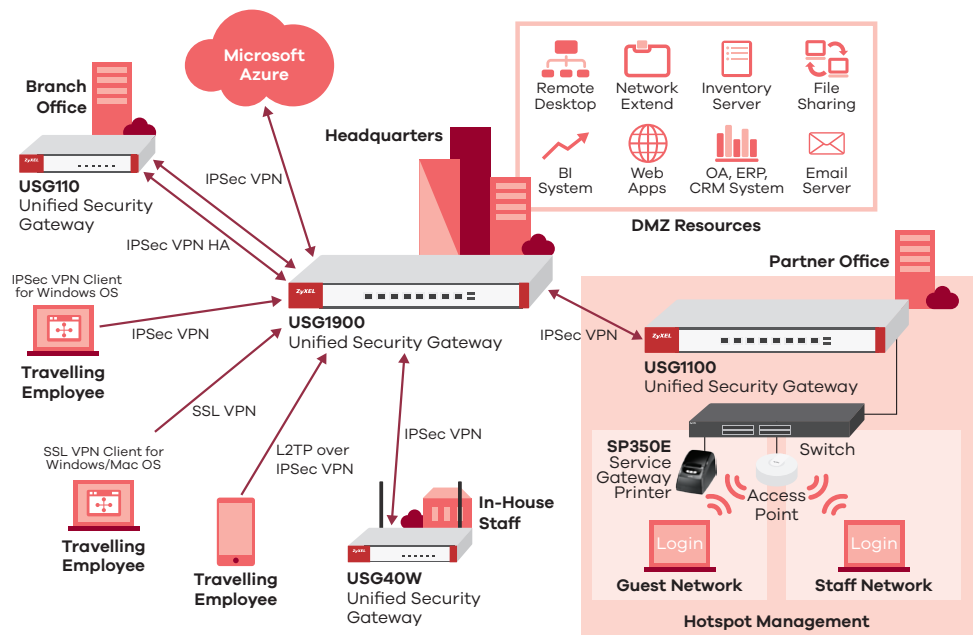 Microsoft
Azure
Branch
Office
ZyXEL
USG110
Unified Security
Gateway
IPSec VPN
IPSec VPN HA
Headquarters
Remote
Desktop
Network
Extend
Inventory
Server
File
Sharing
BI
System
Web
Apps
OA, ERP,
CRM System
Email
Server
DMZ Resources
Partner Office
IPSec VPN Client
for Windows OS
IPSec VPN
Travelling
Employee
ZyXEL
USG1900
Unified Security Gateway
IPSec VPN
ZyXEL
USG1100
Unified Security Gateway
SSL VPN
SSL VPN Client for
Windows/Mac OS
Travelling
Employee
L2TP over
IPSec VPN
Travelling
Employee
IPSec VPN
In-House
Staff
ZyXEL
USG40W
Unified Security
Gateway
Switch
SP350E
Service
Gateway
Printer
Access
Point
Login
Guest Network
Login
Staff Network
Hotspot Management